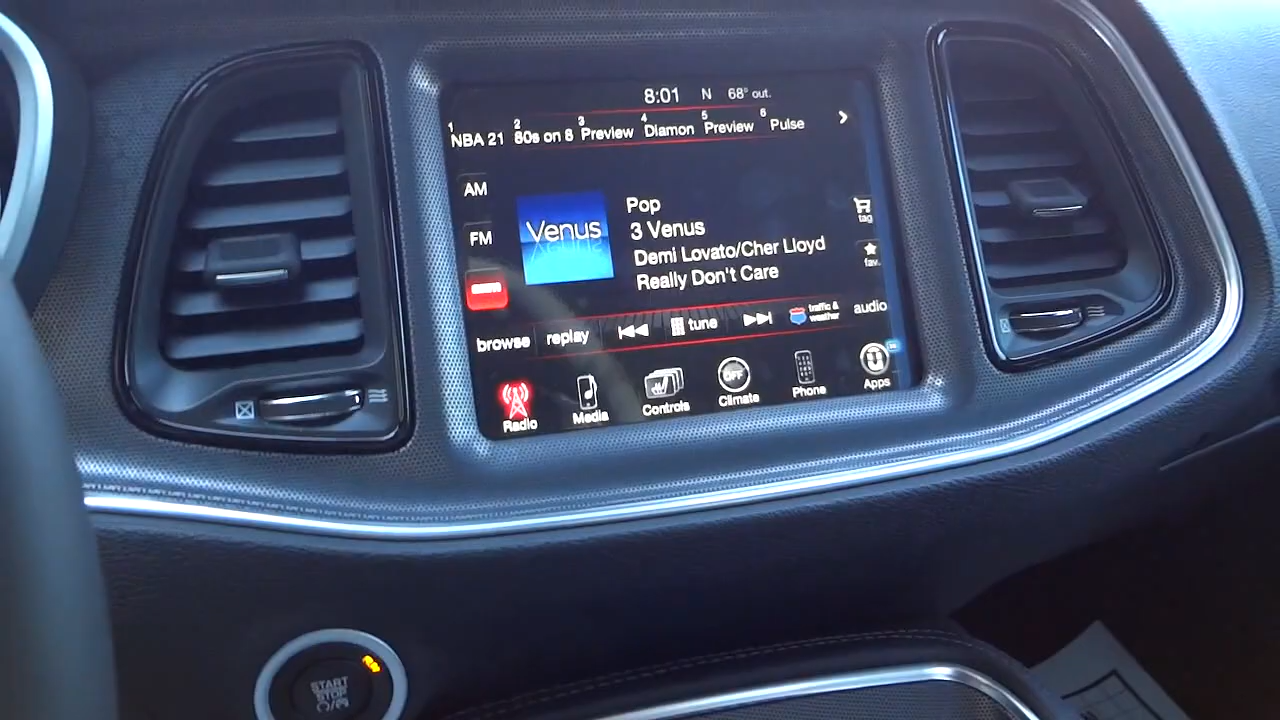 8:01 N 68° out.
1 NBA 21 2 80s on 8 3 Preview 4 Diamon 5 Preview 6 Pulse
AM
FM
Venus
Pop
3 Venus
Demi Lovato/Cher Lloyd
Really Don't Care
tag
fav.
browse replay tune traffic & weather audio
Radio Media Controls OFF Climate Phone U Apps
START
STOP